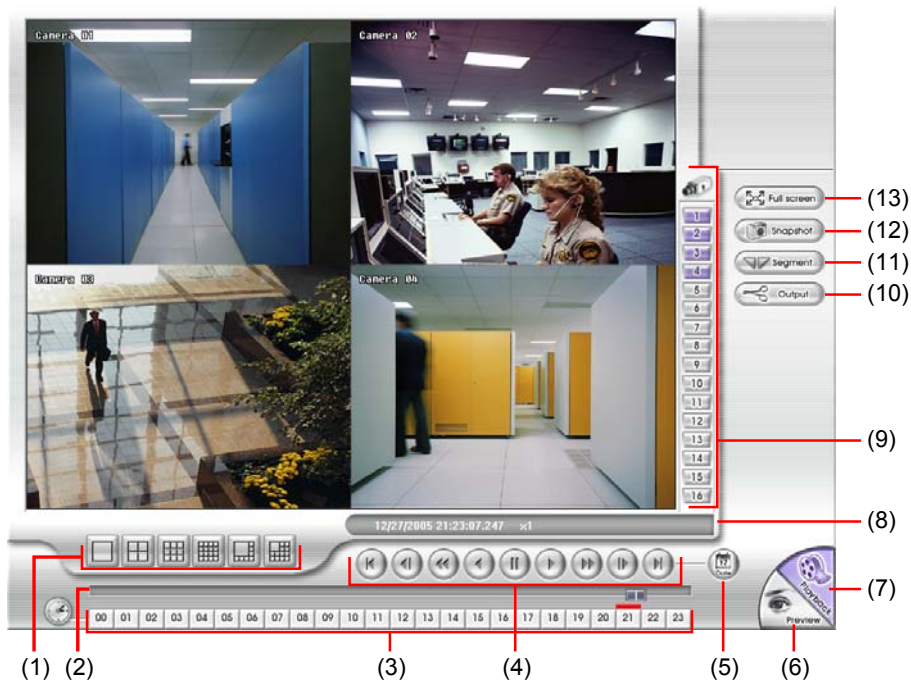 Camera 01
Camera 02
Camera 03
Camera 04
1
2
3
4
5
6
7
8
9
10
11
12
13
14
15
16
Full screen
(13)
Snapshot
(12)
Segment
(11)
Output
(10)
(9)
12/27/2005 21:23:07.247 x1
(8)
17
Date
Playback
(7)
Preview
00 01 02 03 04 05 06 07 08 09 10 11 12 13 14 15 16 17 18 19 20 21 22 23
(1) (2) (3) (4) (5) (6)